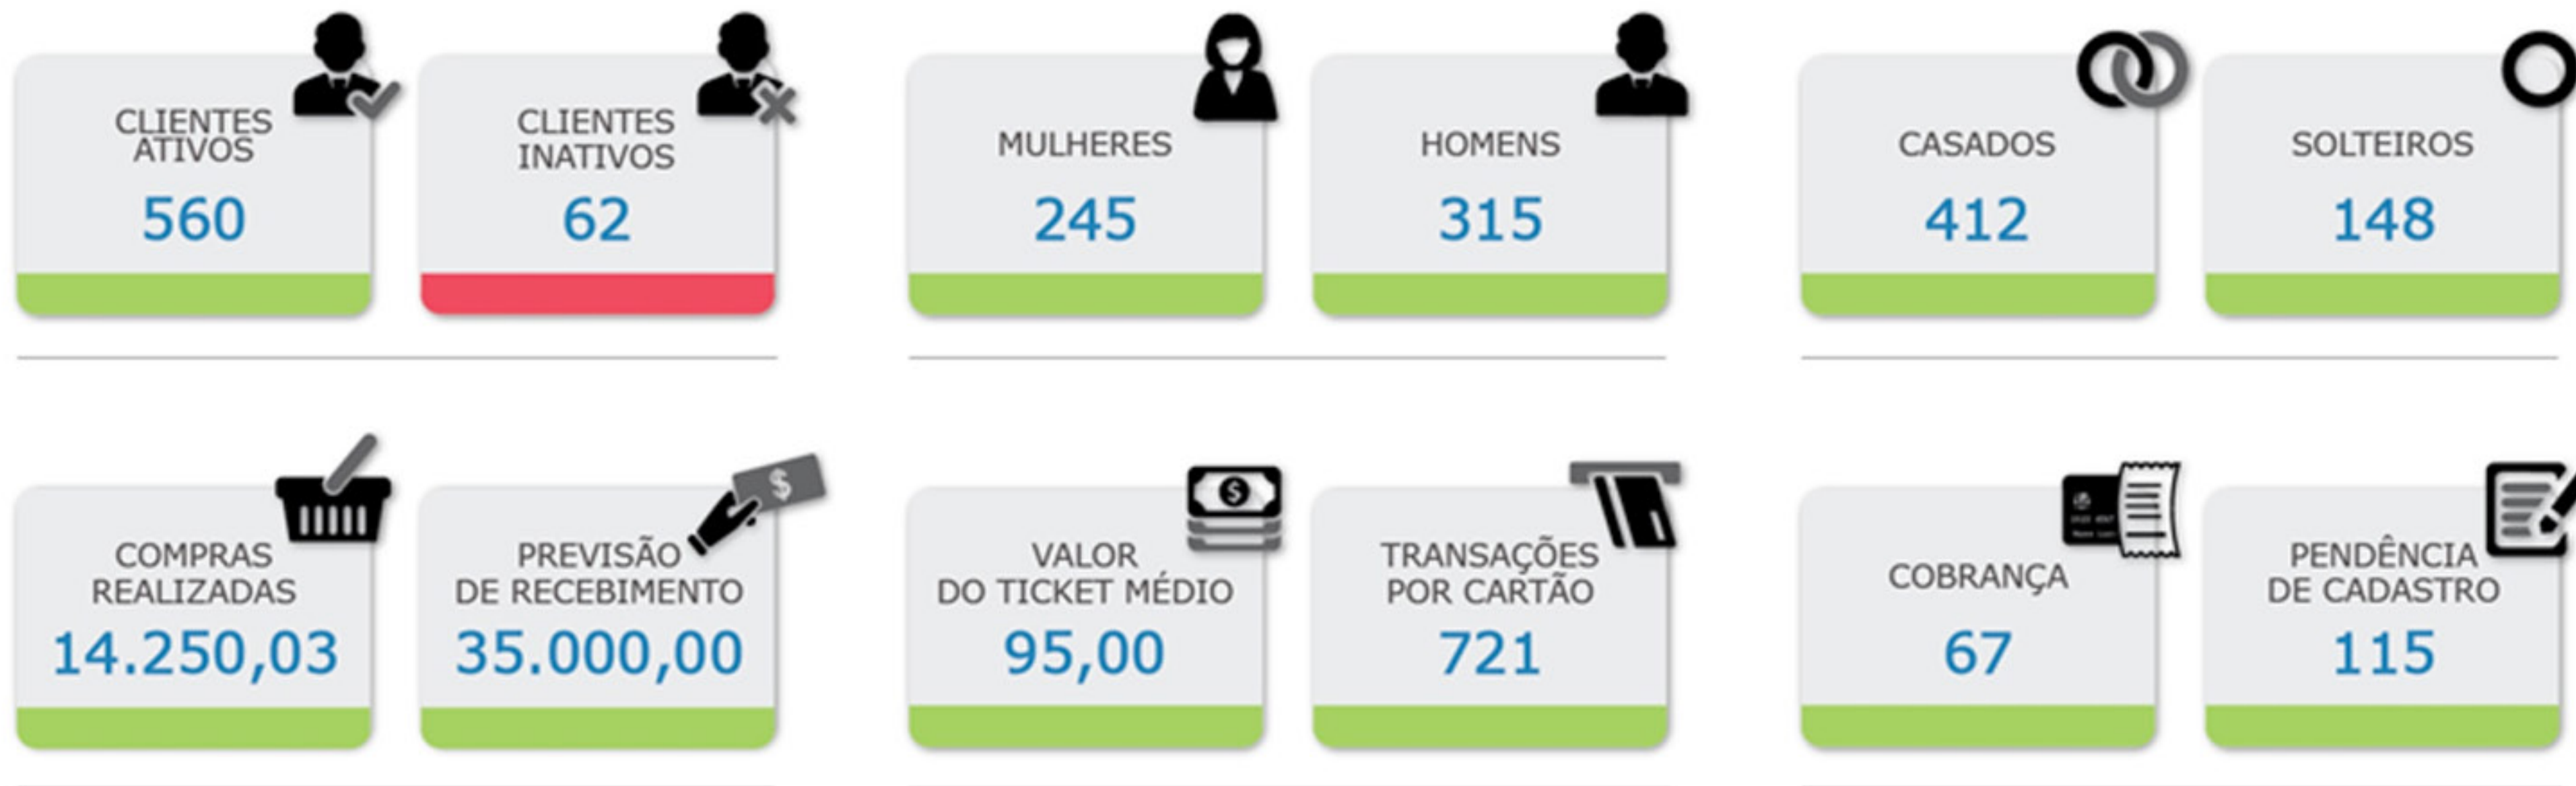 CLIENTES
ATIVOS
560
CLIENTES
INATIVOS
62
MULHERES
245
HOMENS
315
CASADOS
412
SOLTEIROS
148
COMPRAS
REALIZADAS
14.250,03
PREVISÃO
DE RECEBIMENTO
35.000,00
VALOR
DO TICKET MÉDIO
95,00
TRANSAÇÕES
POR CARTÃO
721
COBRANÇA
67
PENDÊNCIA
DE CADASTRO
115